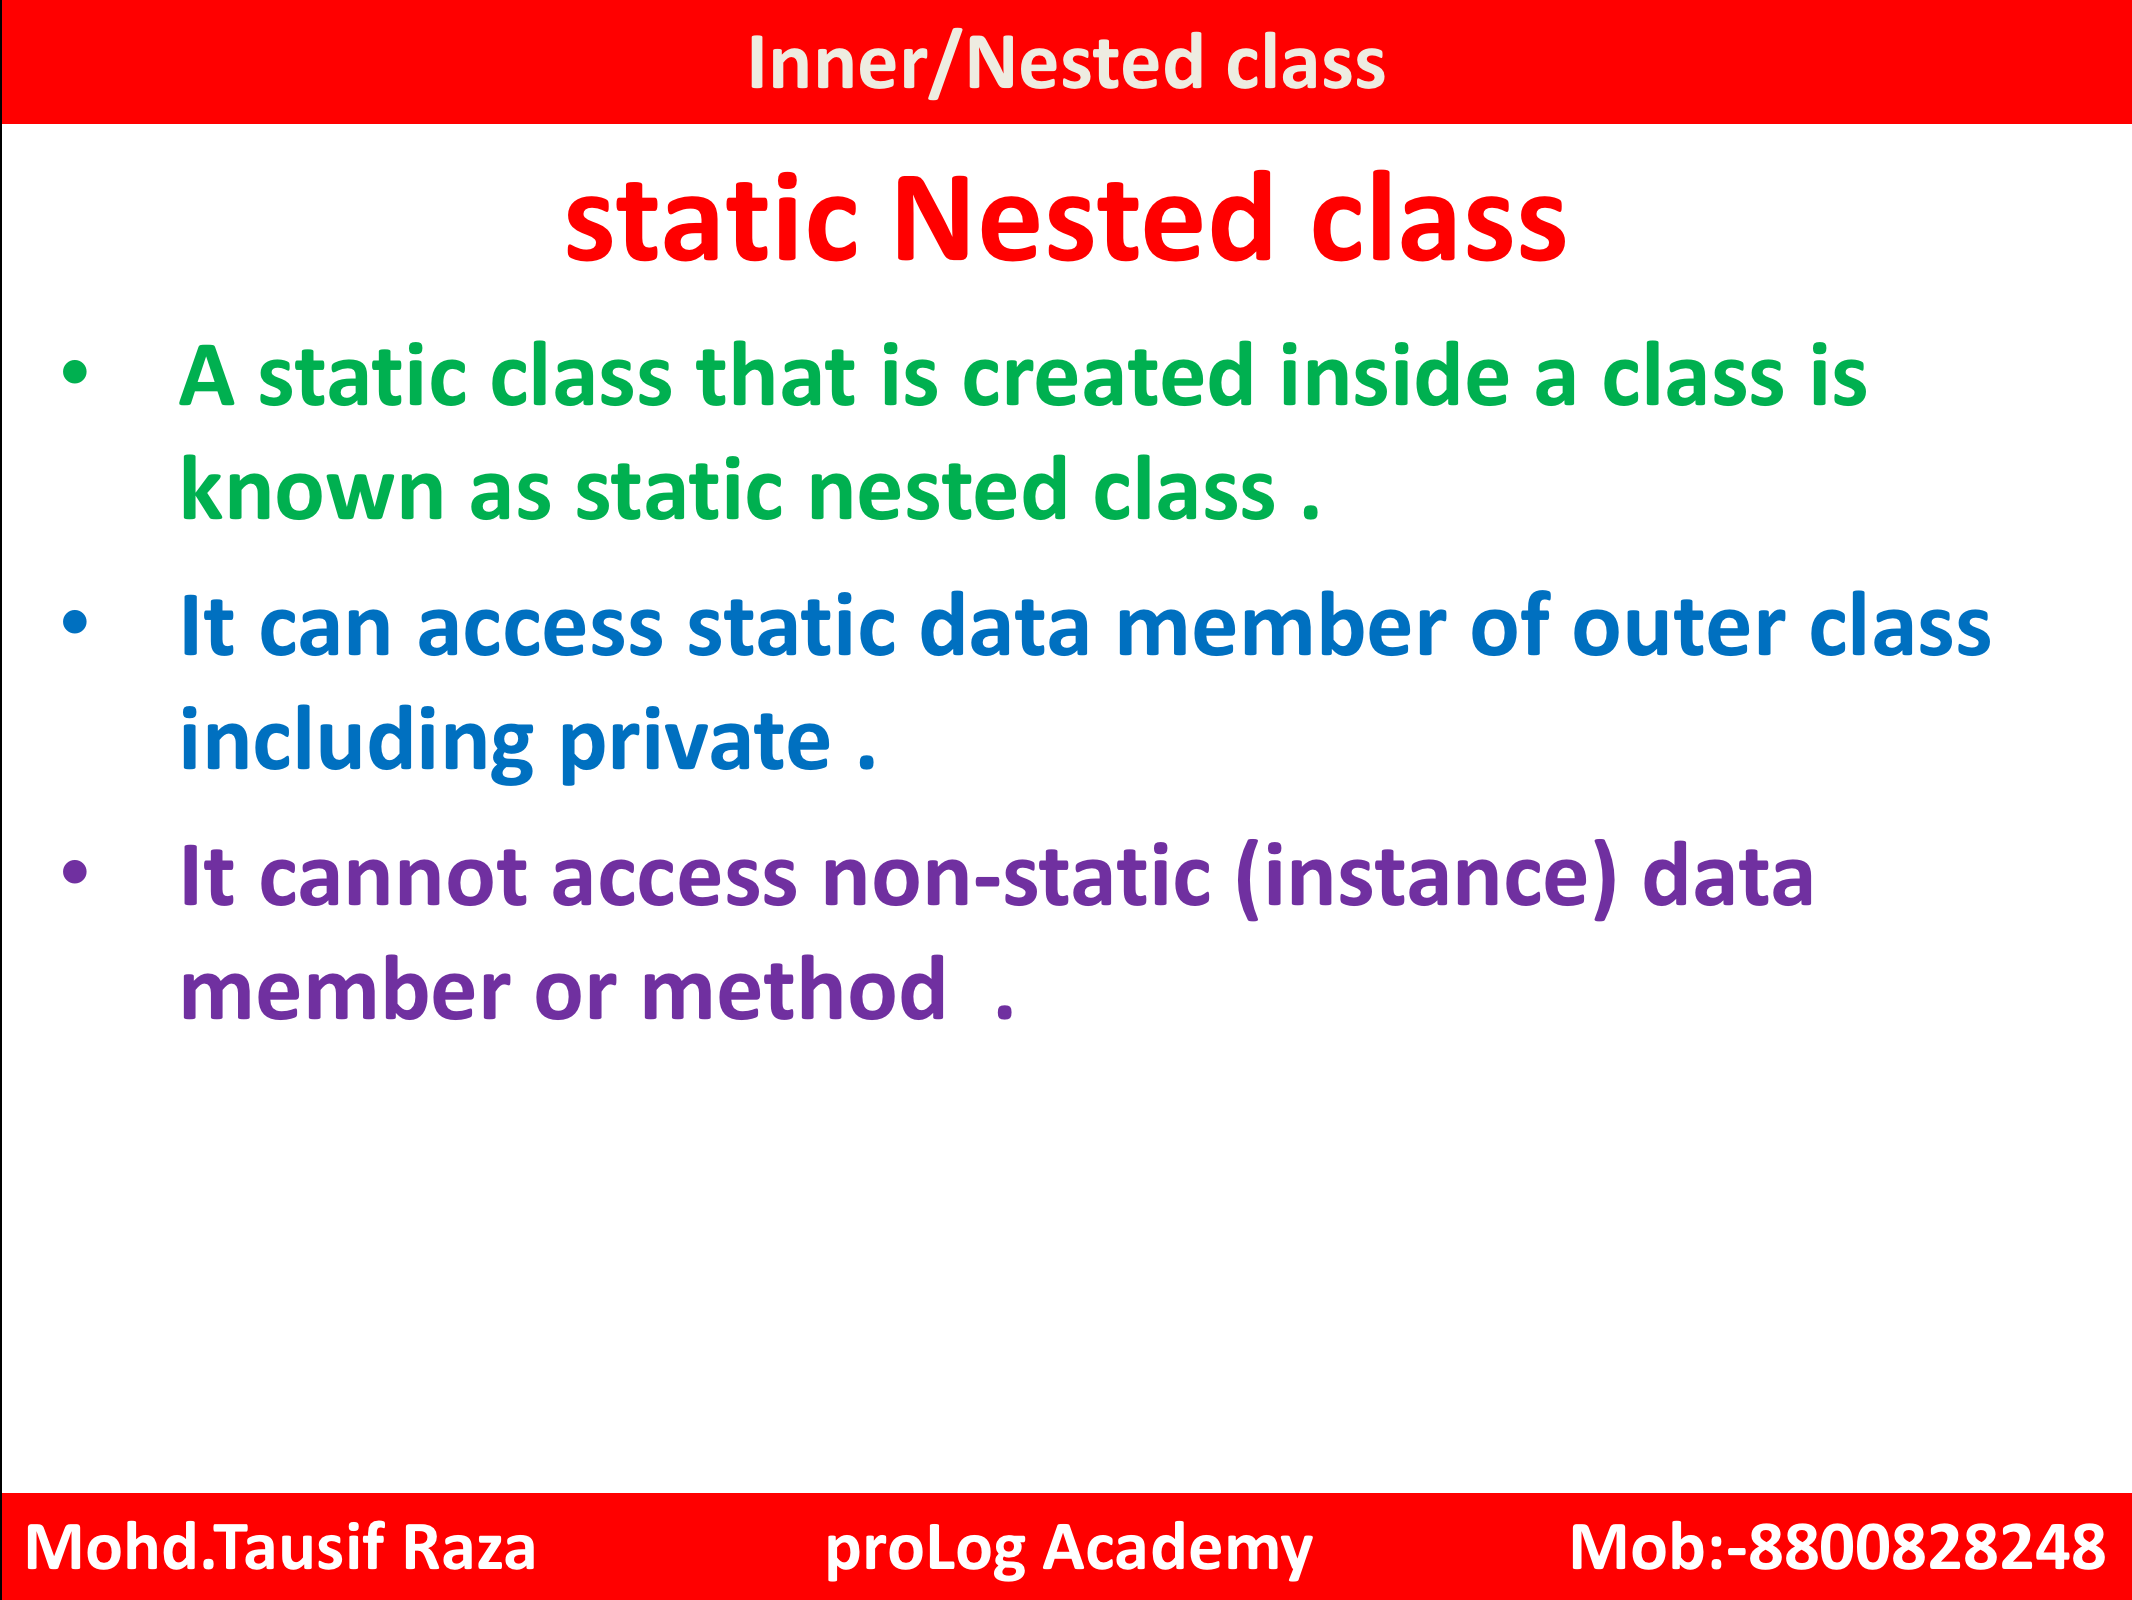 Inner/Nested class
static Nested class
• A static class that is created inside a class is
known as static nested class .
• It can access static data member of outer class
including private .
• It cannot access non-static (instance) data
member or method  .
Mohd.Tausif Raza proLog Academy Mob:-8800828248